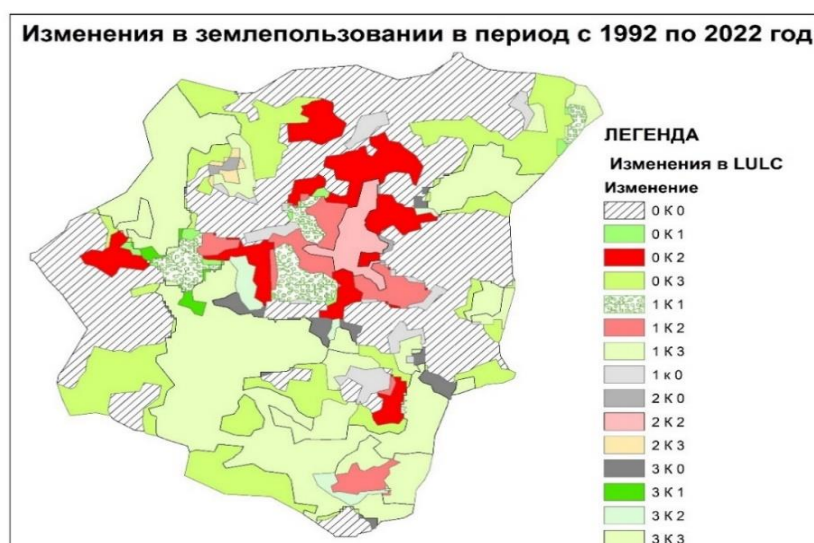 Изменения в землепользовании в период с 1992 по 2022 год
ЛЕГЕНДА
Изменения в LULC
Изменение
0 К 0
0 К 1
0 К 2
0 К 3
1 К 1
1 К 2
1 К 3
1 к 0
2 К 0
2 К 2
2 К 3
3 К 0
3 К 1
3 К 2
3 К 3